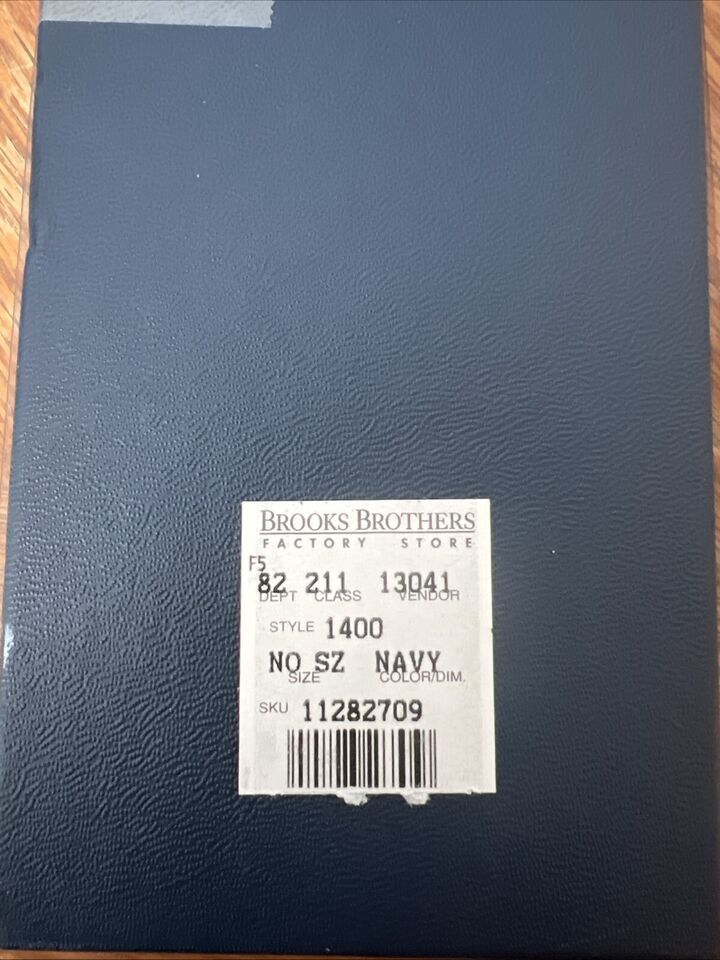 BROOKS BROTHERS
FACTORY STORE
F5
82 211 13041
DEPT CLASS VENDOR
STYLE 1400
NO SZ NAVY
SIZE COLOR/DIM.
SKU 11282709